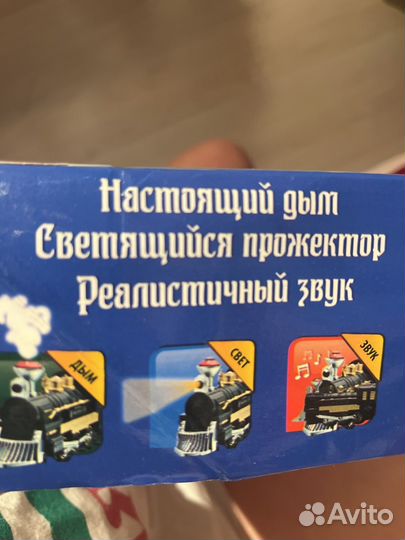 Настоящий дым
Светящийся прожектор
Реалистичный звук
ДЫМ
СВЕТ
ЗВУК
Avito